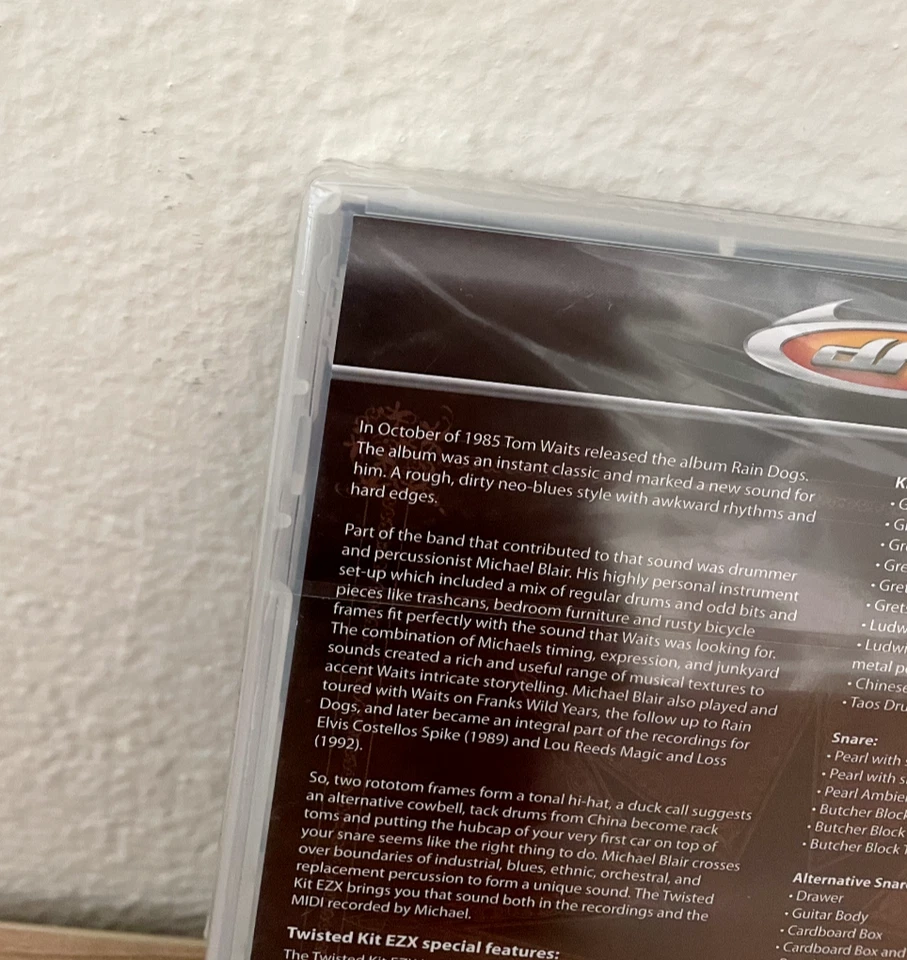 In October of 1985 Tom Waits released the album Rain Dogs.
The album was an instant classic and marked a new sound for
him. A rough, dirty neo-blues style with awkward rhythms and
hard edges.
Part of the band that contributed to that sound was drummer
and percussionist Michael Blair. His highly personal instrument
set-up which included a mix of regular drums and odd bits and
pieces like trashcans, bedroom furniture and rusty bicycle
frames fit perfectly with the sound that Waits was looking for.
The combination of Michaels timing, expression, and junkyard
sounds created a rich and useful range of musical textures to
accent Waits intricate storytelling. Michael Blair also played and
toured with Waits on Franks Wild Years, the follow up to Rain
Dogs, and later became an integral part of the recordings for
Elvis Costellos Spike (1989) and Lou Reeds Magic and Loss
(1992).
So, two rototom frames form a tonal hi-hat, a duck call suggests
an alternative cowbell, tack drums from China become rack
toms and putting the hubcap of your very first car on top of
your snare seems like the right thing to do. Michael Blair crosses
over boundaries of industrial, blues, ethnic, orchestral, and
replacement percussion to form a unique sound. The Twisted
Kit EZX brings you that sound both in the recordings and the
MIDI recorded by Michael.
Twisted Kit EZX special features:
The Twisted Kit
metal
• Chinese
• Taos
Snare:
• Pearl with
• Pearl with
• Pearl
• Butcher Block
• Butcher Block
• Butcher Block
Alternative
• Drawer
• Guitar Body
• Cardboard Box
• Cardboard Box and